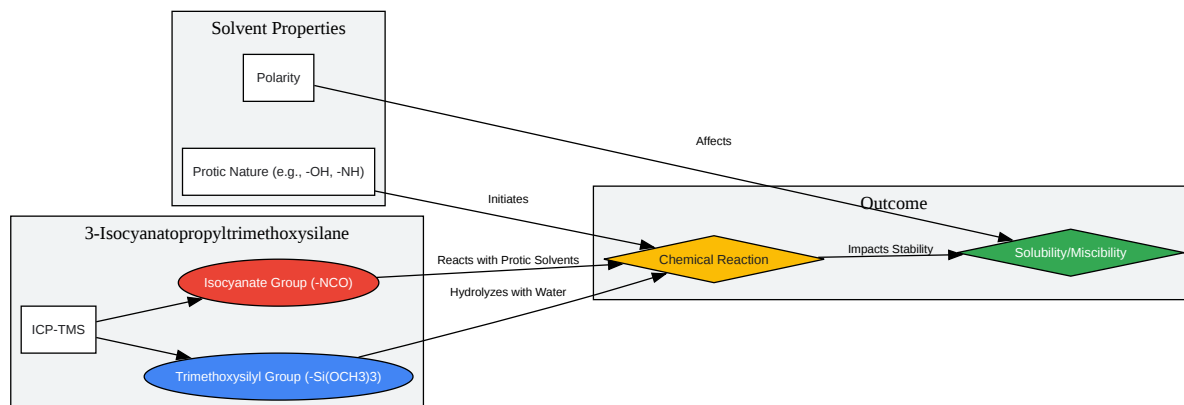 Solvent Properties
Polarity
Protic Nature (e.g., -OH, -NH)
3-Isocyanatopropyltrimethoxysilane
ICP-TMS
Isocyanate Group (-NCO)
Trimethoxysilyl Group (-Si(OCH3)3)
Affects
Initiates
Reacts with Protic Solvents
Hydrolyzes with Water
Outcome
Chemical Reaction
Impacts Stability
Solubility/Miscibility